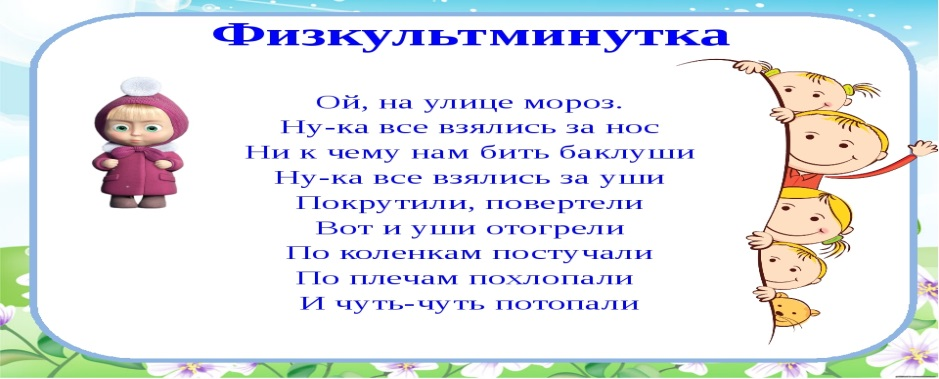 Физкультминутка
Ой, на улице мороз.
Ну-ка все взялись за нос
Ни к чему нам бить баклуши
Ну-ка все взялись за уши
Покрутили, повертели
Вот и уши отогрели
По коленкам постучали
По плечам похлопали
И чуть-чуть потопали